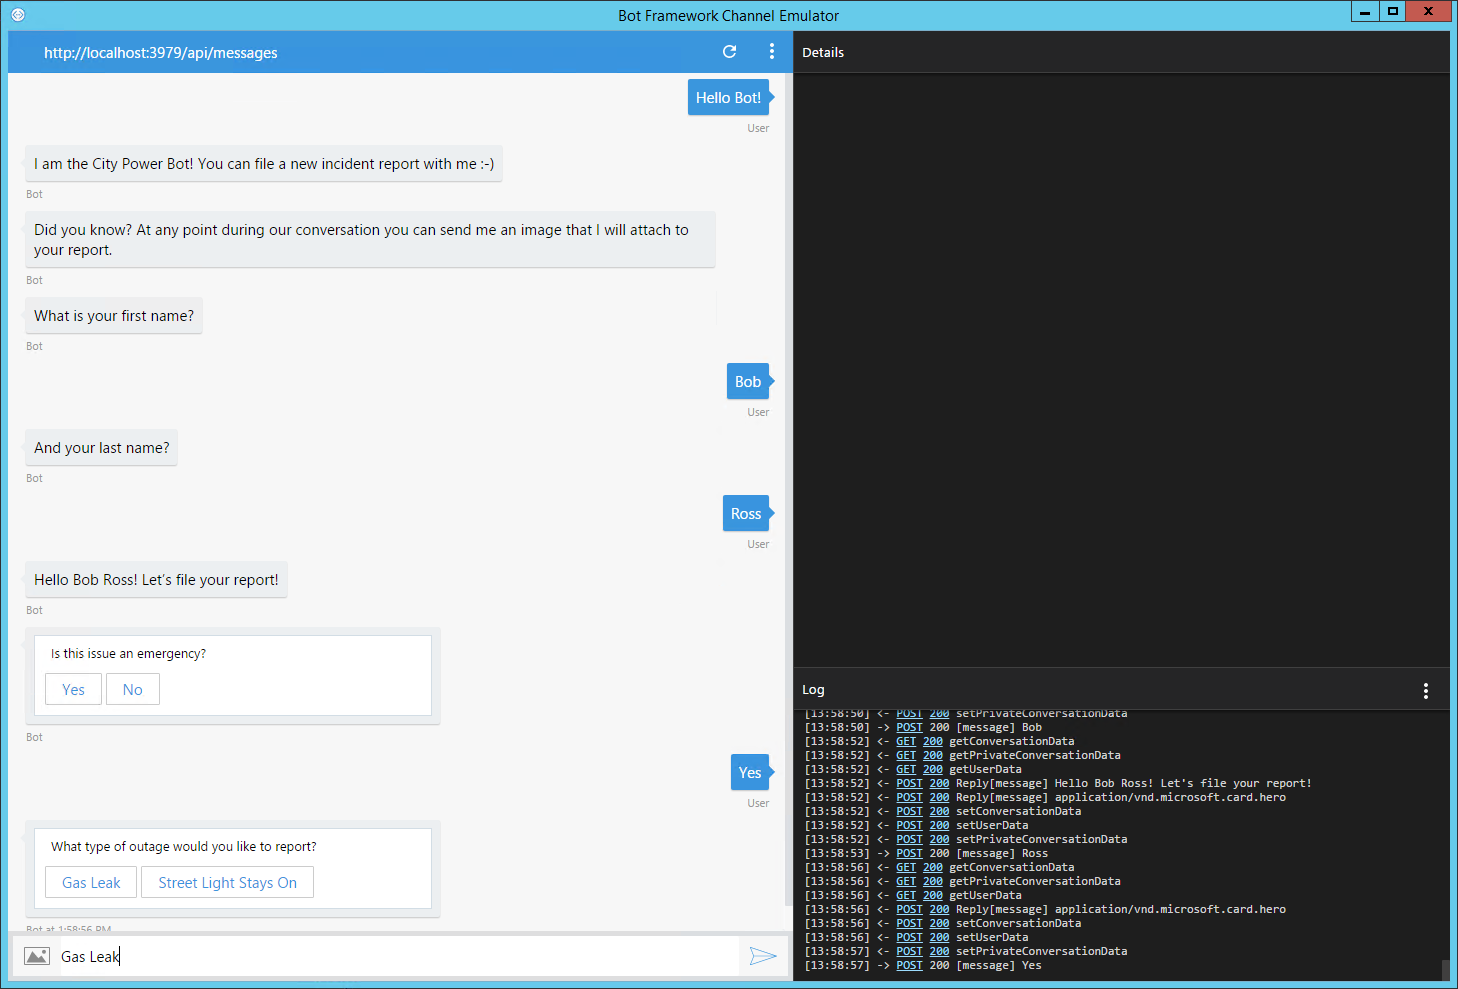 Bot Framework Channel Emulator
http://localhost:3979/api/messages
Hello Bot!
User
I am the City Power Bot! You can file a new incident report with me :-)
Bot
Did you know? At any point during our conversation you can send me an image that I will attach to
your report.
Bot
What is your first name?
Bot
Bob
User
And your last name?
Bot
Ross
User
Hello Bob Ross! Let's file your report!
Bot
Is this issue an emergency?
Yes No
Bot
Yes
User
What type of outage would you like to report?
Gas Leak Street Light Stays On
Bot at 1:58:56 PM
Gas Leak
Details
Log
[13:58:50] <- POST 200 setPrivateConversationData
[13:58:50] -> POST 200 [message] Bob
[13:58:52] <- GET 200 getConversationData
[13:58:52] <- GET 200 getPrivateConversationData
[13:58:52] <- GET 200 getUserData
[13:58:52] <- POST 200 Reply[message] Hello Bob Ross! Let's file your report!
[13:58:52] <- POST 200 Reply[message] application/vnd.microsoft.card.hero
[13:58:52] <- POST 200 setConversationData
[13:58:52] <- POST 200 setUserData
[13:58:52] <- POST 200 setPrivateConversationData
[13:58:53] -> POST 200 [message] Ross
[13:58:56] <- GET 200 getConversationData
[13:58:56] <- GET 200 getPrivateConversationData
[13:58:56] <- GET 200 getUserData
[13:58:56] <- POST 200 Reply[message] application/vnd.microsoft.card.hero
[13:58:56] <- POST 200 setConversationData
[13:58:56] <- POST 200 setUserData
[13:58:57] <- POST 200 setPrivateConversationData
[13:58:57] -> POST 200 [message] Yes